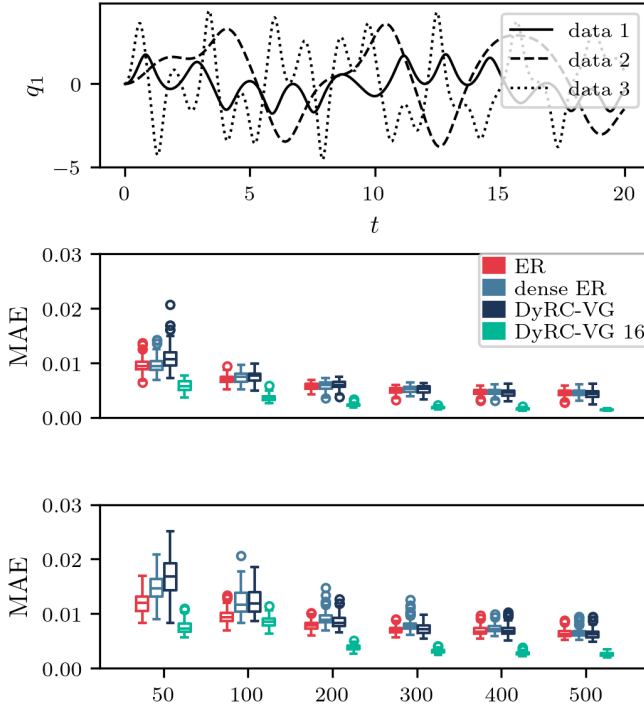 q₁
0
−5
data 1
data 2
data 3
0 5 10 15 20
t
MAE
0.03
0.02
0.01
0.00
ER
dense ER
DyRC-VG
DyRC-VG 16
MAE
0.03
0.02
0.01
0.00
50 100 200 300 400 500